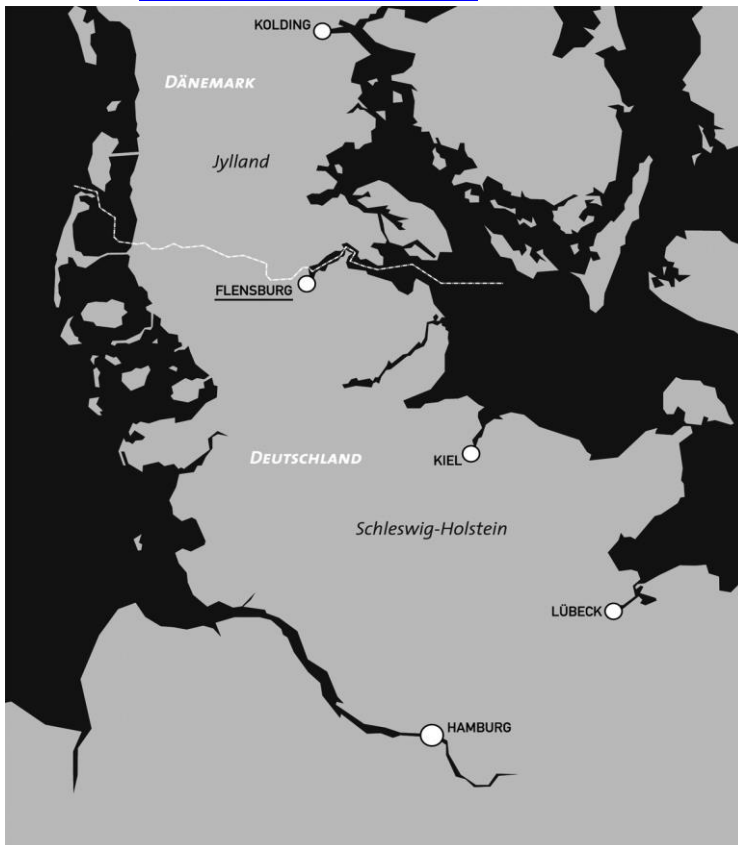 KOLDING
DÄNEMARK
Jylland
FLENSBURG
DEUTSCHLAND
KIEL
Schleswig-Holstein
LÜBECK
HAMBURG